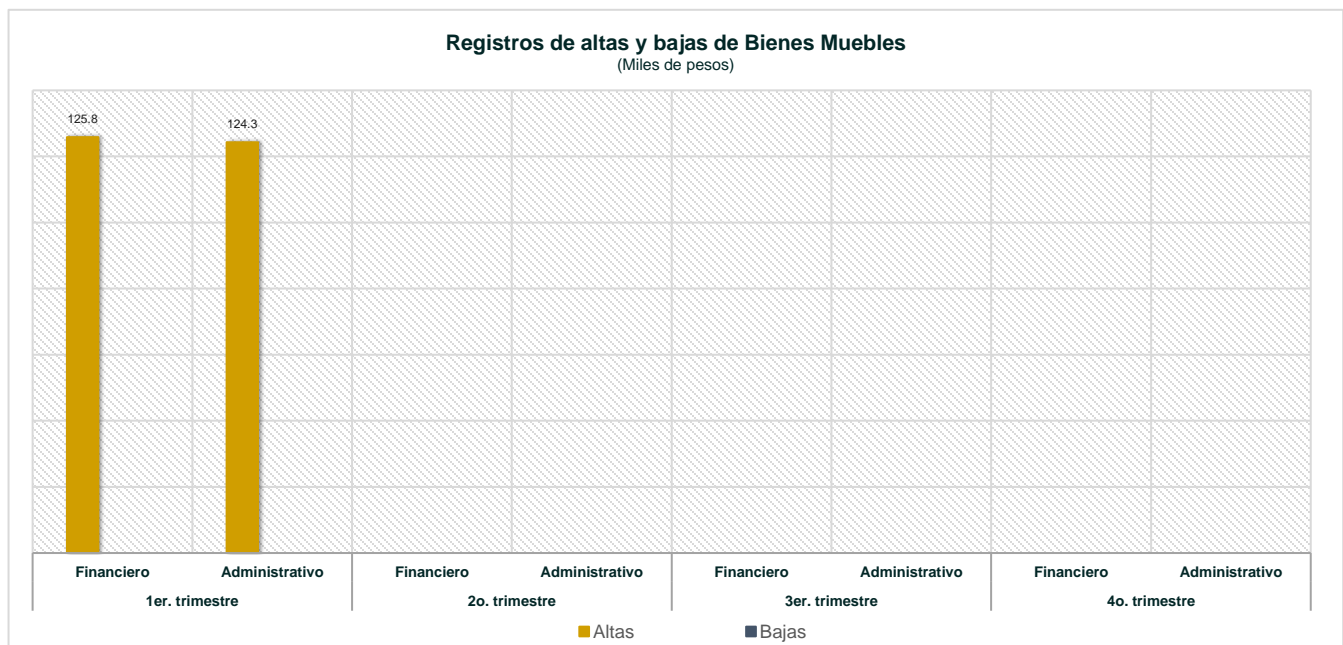 Registros de altas y bajas de Bienes Muebles
(Miles de pesos)
125.8
124.3
Financiero Administrativo Financiero Administrativo Financiero Administrativo Financiero Administrativo
1er. trimestre 2o. trimestre 3er. trimestre 4o. trimestre
Altas Bajas